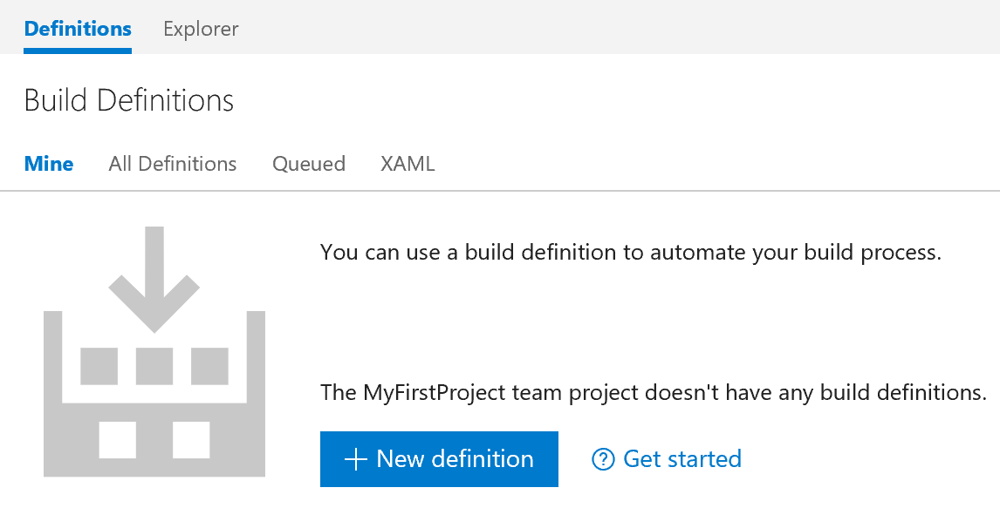 Definitions Explorer
Build Definitions
Mine All Definitions Queued XAML
You can use a build definition to automate your build process.
The MyFirstProject team project doesn't have any build definitions.
+ New definition ? Get started